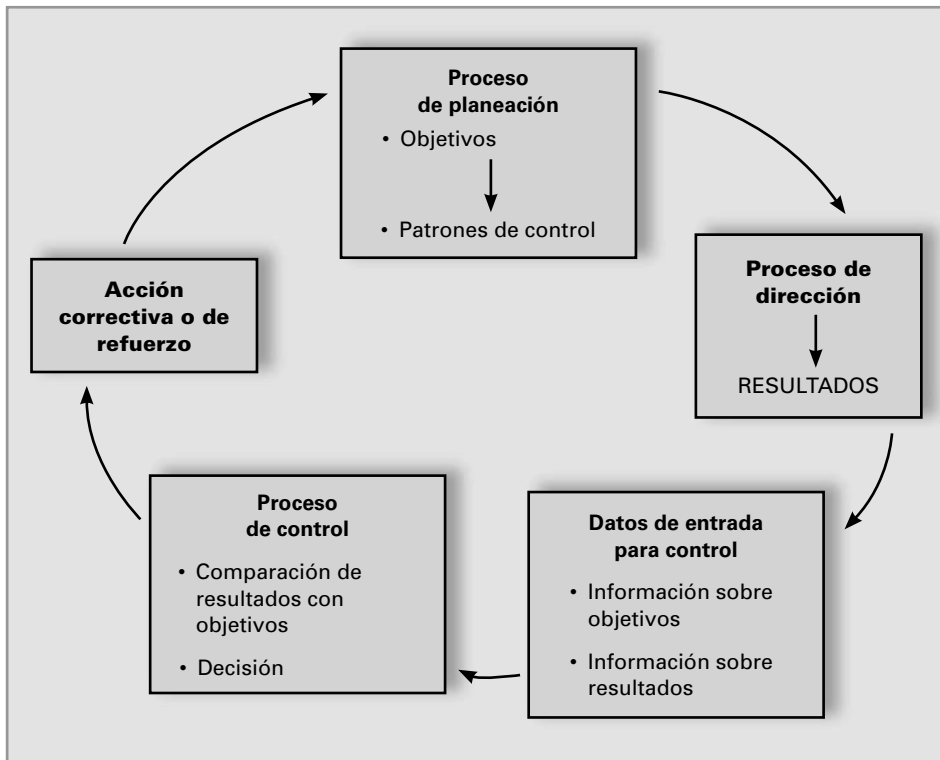 Proceso
de planeación
• Objetivos
• Patrones de control
Proceso de
dirección
RESULTADOS
Datos de entrada
para control
• Información sobre
objetivos
• Información sobre
resultados
Proceso
de control
• Comparación de
resultados con
objetivos
• Decisión
Acción
correctiva o de
refuerzo